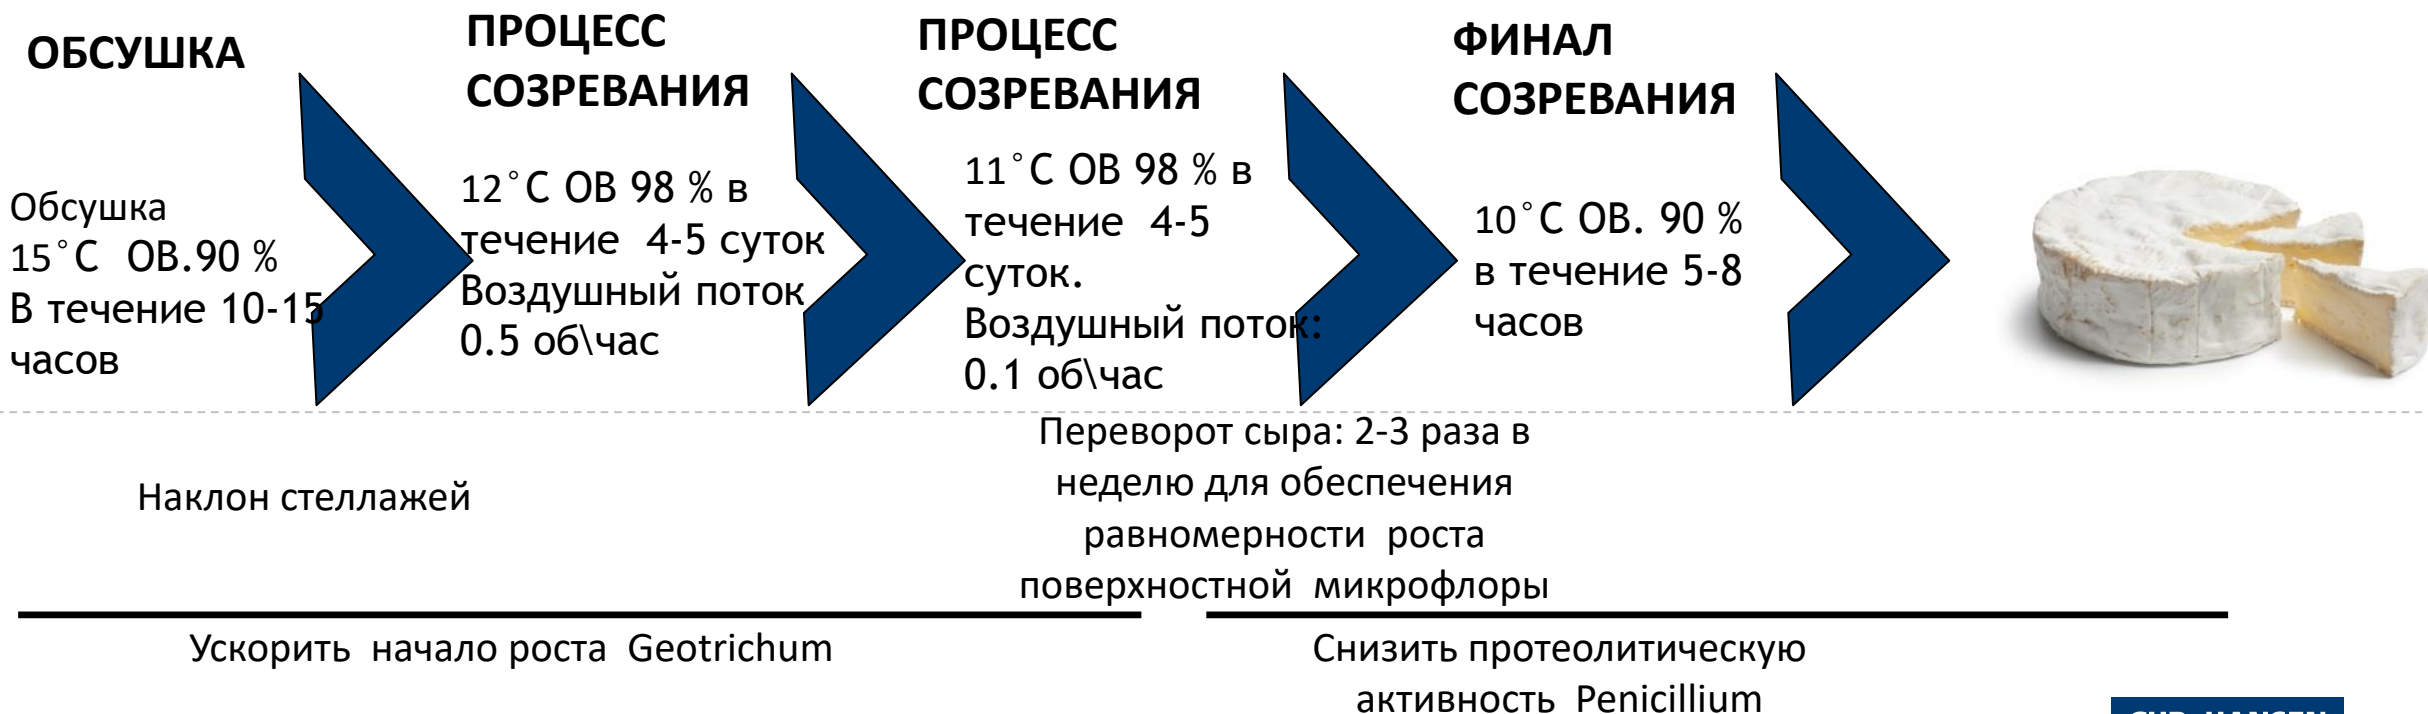 ОБСУШКА
Обсушка
15°С ОВ.90 %
В течение 10-15
часов
ПРОЦЕСС
СОЗРЕВАНИЯ
12°С ОВ 98 % в
течение 4-5 суток
Воздушный поток
0.5 об\час
ПРОЦЕСС
СОЗРЕВАНИЯ
11°С ОВ 98 % в
течение 4-5
суток.
Воздушный поток:
0.1 об\час
ФИНАЛ
СОЗРЕВАНИЯ
10°С ОВ. 90 %
в течение 5-8
часов
Наклон стеллажей
Переворот сыра: 2-3 раза в
неделю для обеспечения
равномерности роста
поверхностной микрофлоры
Ускорить начало роста Geotrichum
Снизить протеолитическую
активность Penicillium
CHR HANSEN